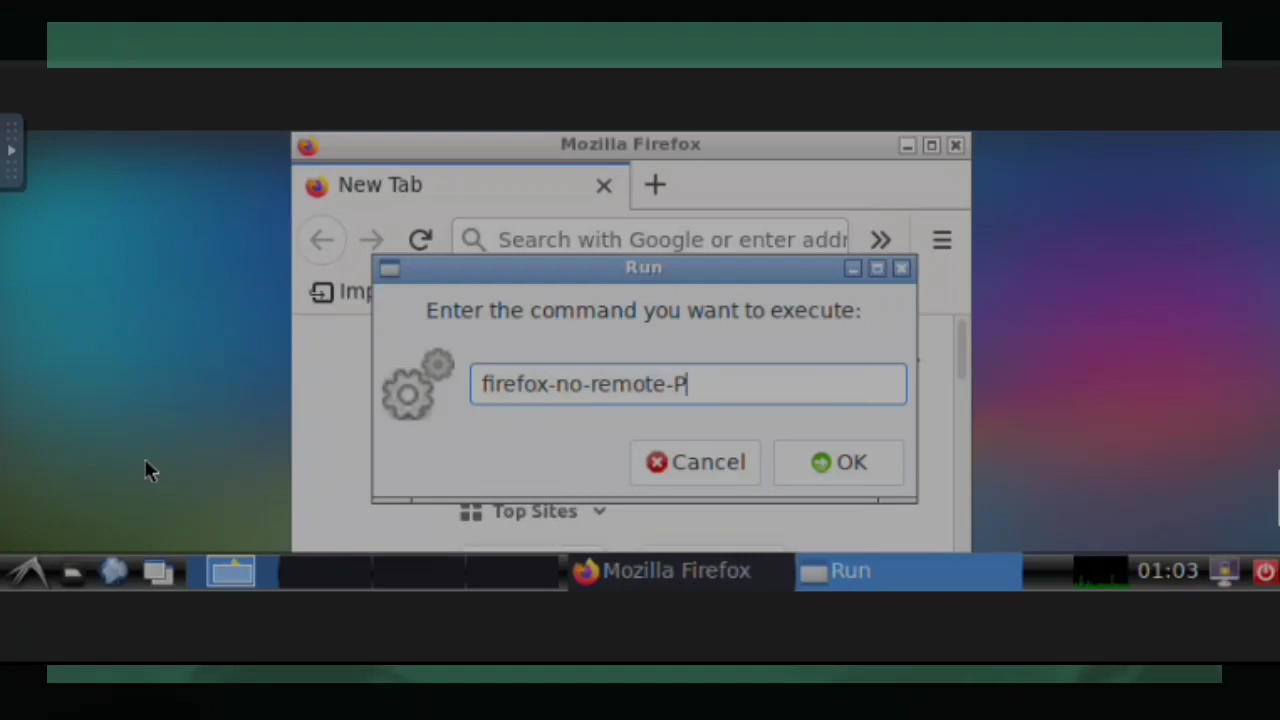 Mozilla Firefox
New Tab
Search with Google or enter addr
Imp
Run
Enter the command you want to execute:
firefox-no-remote-P
Cancel
OK
Top Sites
Mozilla Firefox
Run
01:03